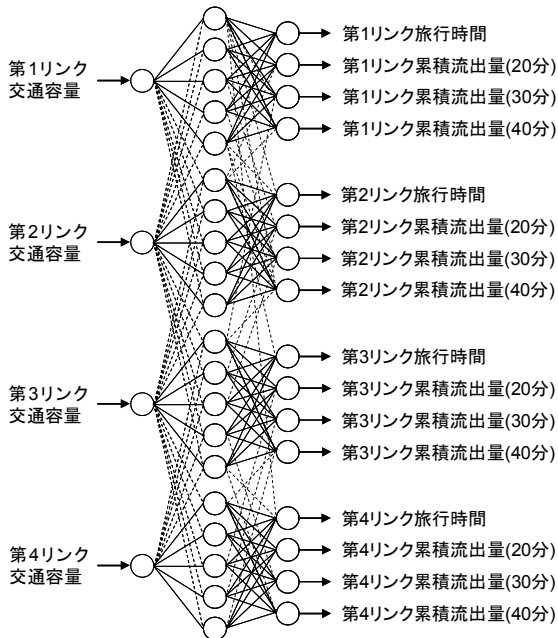 第1リンク
交通容量
第1リンク旅行時間
第1リンク累積流出量(20分)
第1リンク累積流出量(30分)
第1リンク累積流出量(40分)
第2リンク
交通容量
第2リンク旅行時間
第2リンク累積流出量(20分)
第2リンク累積流出量(30分)
第2リンク累積流出量(40分)
第3リンク
交通容量
第3リンク旅行時間
第3リンク累積流出量(20分)
第3リンク累積流出量(30分)
第3リンク累積流出量(40分)
第4リンク
交通容量
第4リンク旅行時間
第4リンク累積流出量(20分)
第4リンク累積流出量(30分)
第4リンク累積流出量(40分)